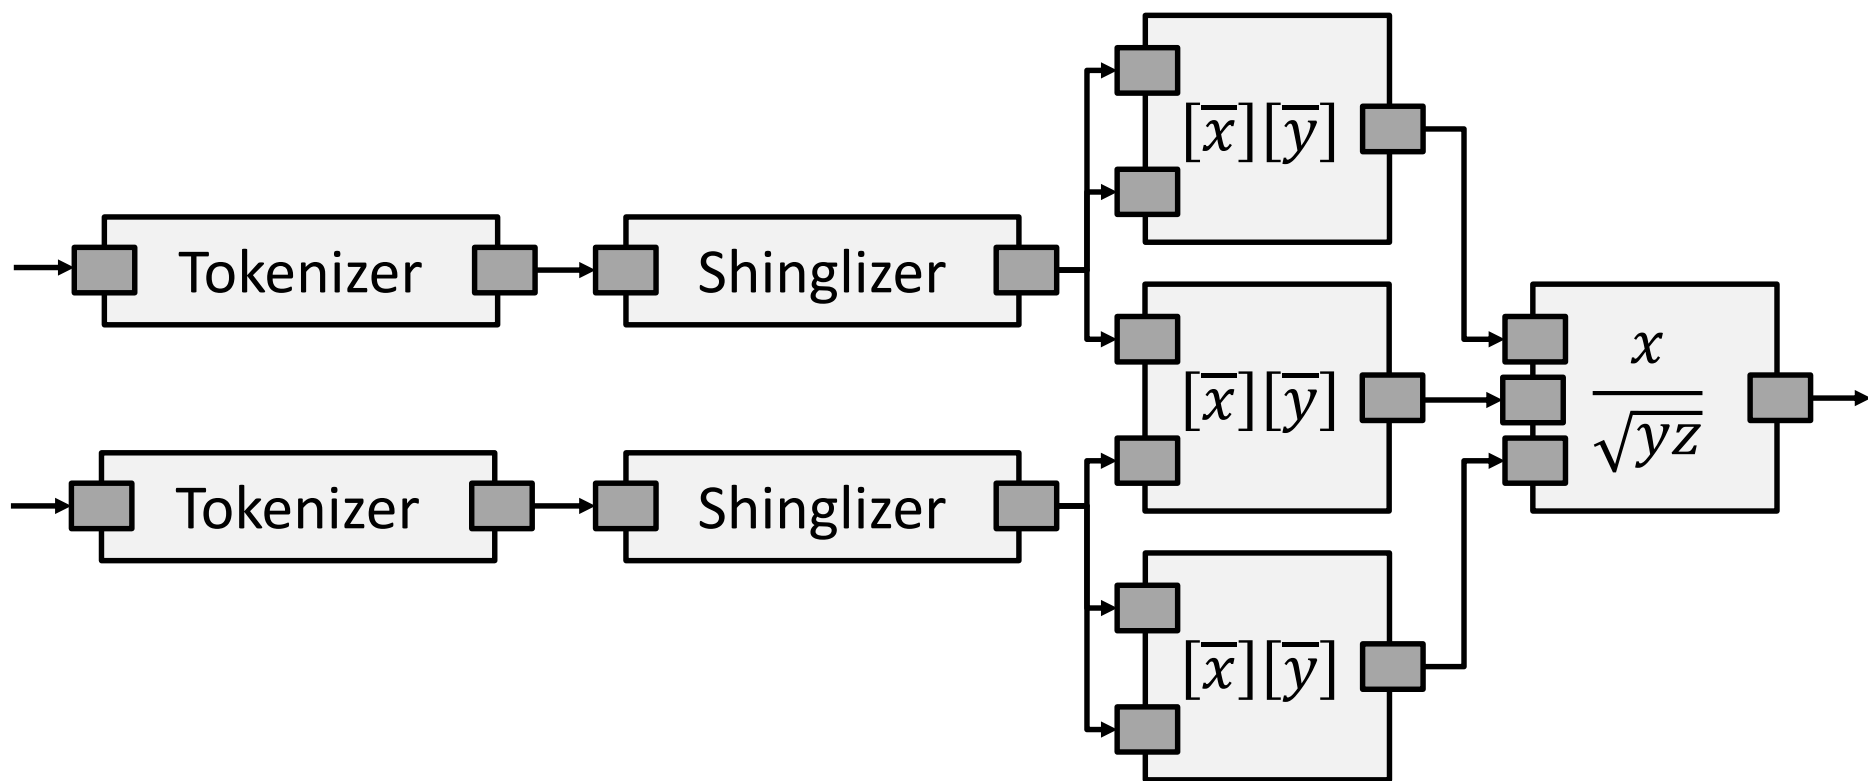 [x̅][y̅]
Tokenizer
Shinglizer
[x̅][y̅]
x
√yz
Tokenizer
Shinglizer
[x̅][y̅]